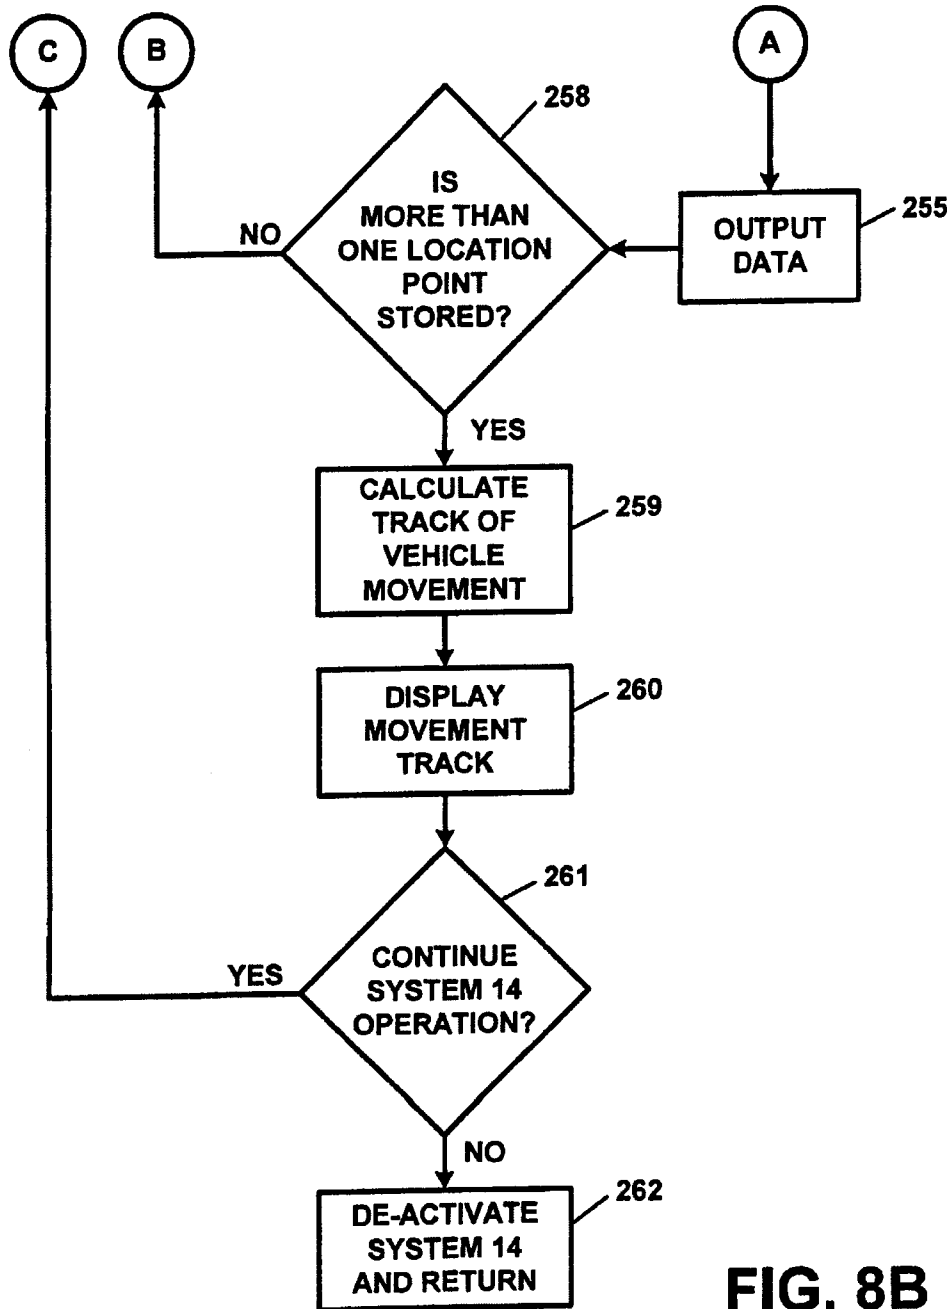 C
B
A
258
IS
MORE THAN
ONE LOCATION
POINT
STORED?
NO
OUTPUT
DATA
255
YES
CALCULATE
TRACK OF
VEHICLE
MOVEMENT
259
DISPLAY
MOVEMENT
TRACK
260
261
CONTINUE
SYSTEM 14
OPERATION?
YES
NO
DE-ACTIVATE
SYSTEM 14
AND RETURN
262
FIG. 8B